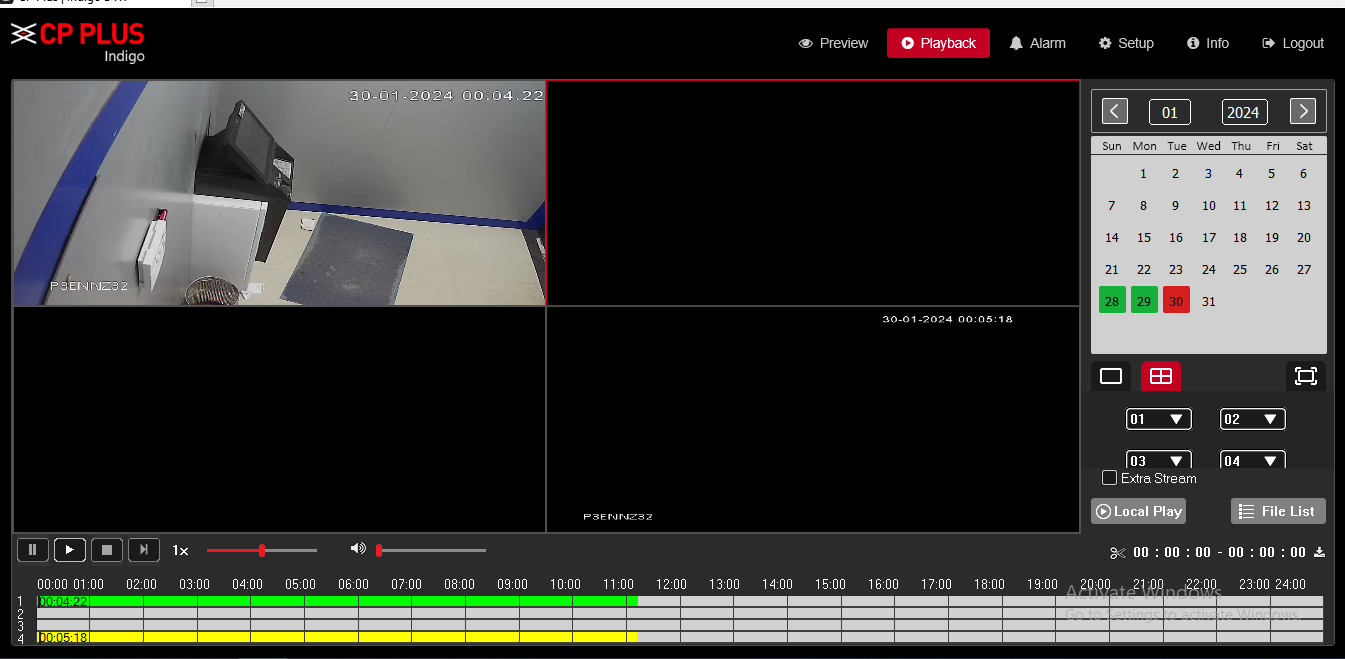 CP PLUS
Indigo
Preview
Playback
Alarm
Setup
Info
Logout
30-01-2024 00:04:22
P3ENNZ32
30-01-2024 00:05:18
P3ENNZ32
01 2024
Sun Mon Tue Wed Thu Fri Sat
1 2 3 4 5 6
7 8 9 10 11 12 13
14 15 16 17 18 19 20
21 22 23 24 25 26 27
28 29 30 31
01 02
03 04
Extra Stream
Local Play File List
1x
00 : 00 : 00 - 00 : 00 : 00
00:00 01:00 02:00 03:00 04:00 05:00 06:00 07:00 08:00 09:00 10:00 11:00 12:00 13:00 14:00 15:00 16:00 17:00 18:00 19:00 20:00 21:00 22:00 23:00 24:00
Activate Windows
Go to Settings to activate Windows.
1 00:04:22
2
3
4 00:05:18